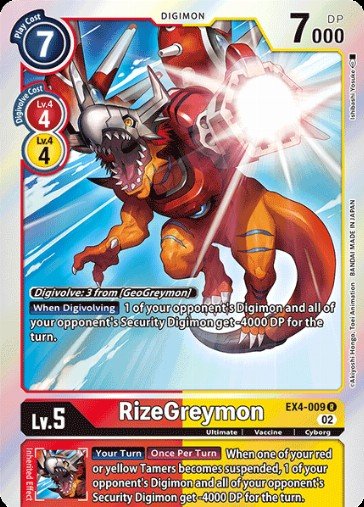 Play Cost
7
DIGIMON
DP
7000
Digivolve Cost
Lv.4
4
Lv.4
4
Ishibashi Yosuke
©Akiyoshi Hongo, Toei Animation BANDAI MADE IN JAPAN
Digivolve: 3 from [GeoGreymon]
When Digivolving 1 of your opponent's Digimon and all of
your opponent's Security Digimon get -4000 DP for the
turn.
Lv.5
RizeGreymon
EX4-009 R
02
Ultimate Vaccine Cyborg
Inherited Effect
Your Turn Once Per Turn When one of your red
or yellow Tamers becomes suspended, 1 of
your opponent's Digimon and all of your opponent's
Security Digimon get -4000 DP for the turn.